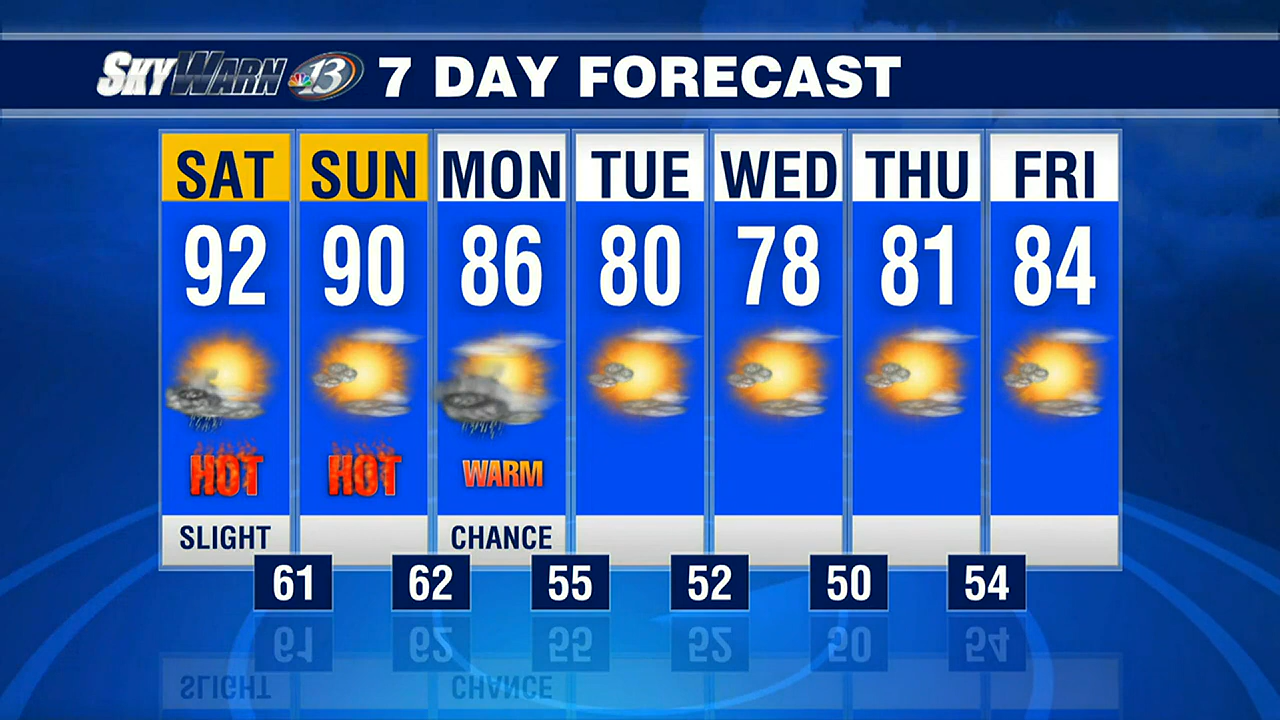 SKYWARN 13 7 DAY FORECAST
SAT SUN MON TUE WED THU FRI
92 90 86 80 78 81 84
HOT HOT WARM
SLIGHT CHANCE
61 62 55 52 50 54